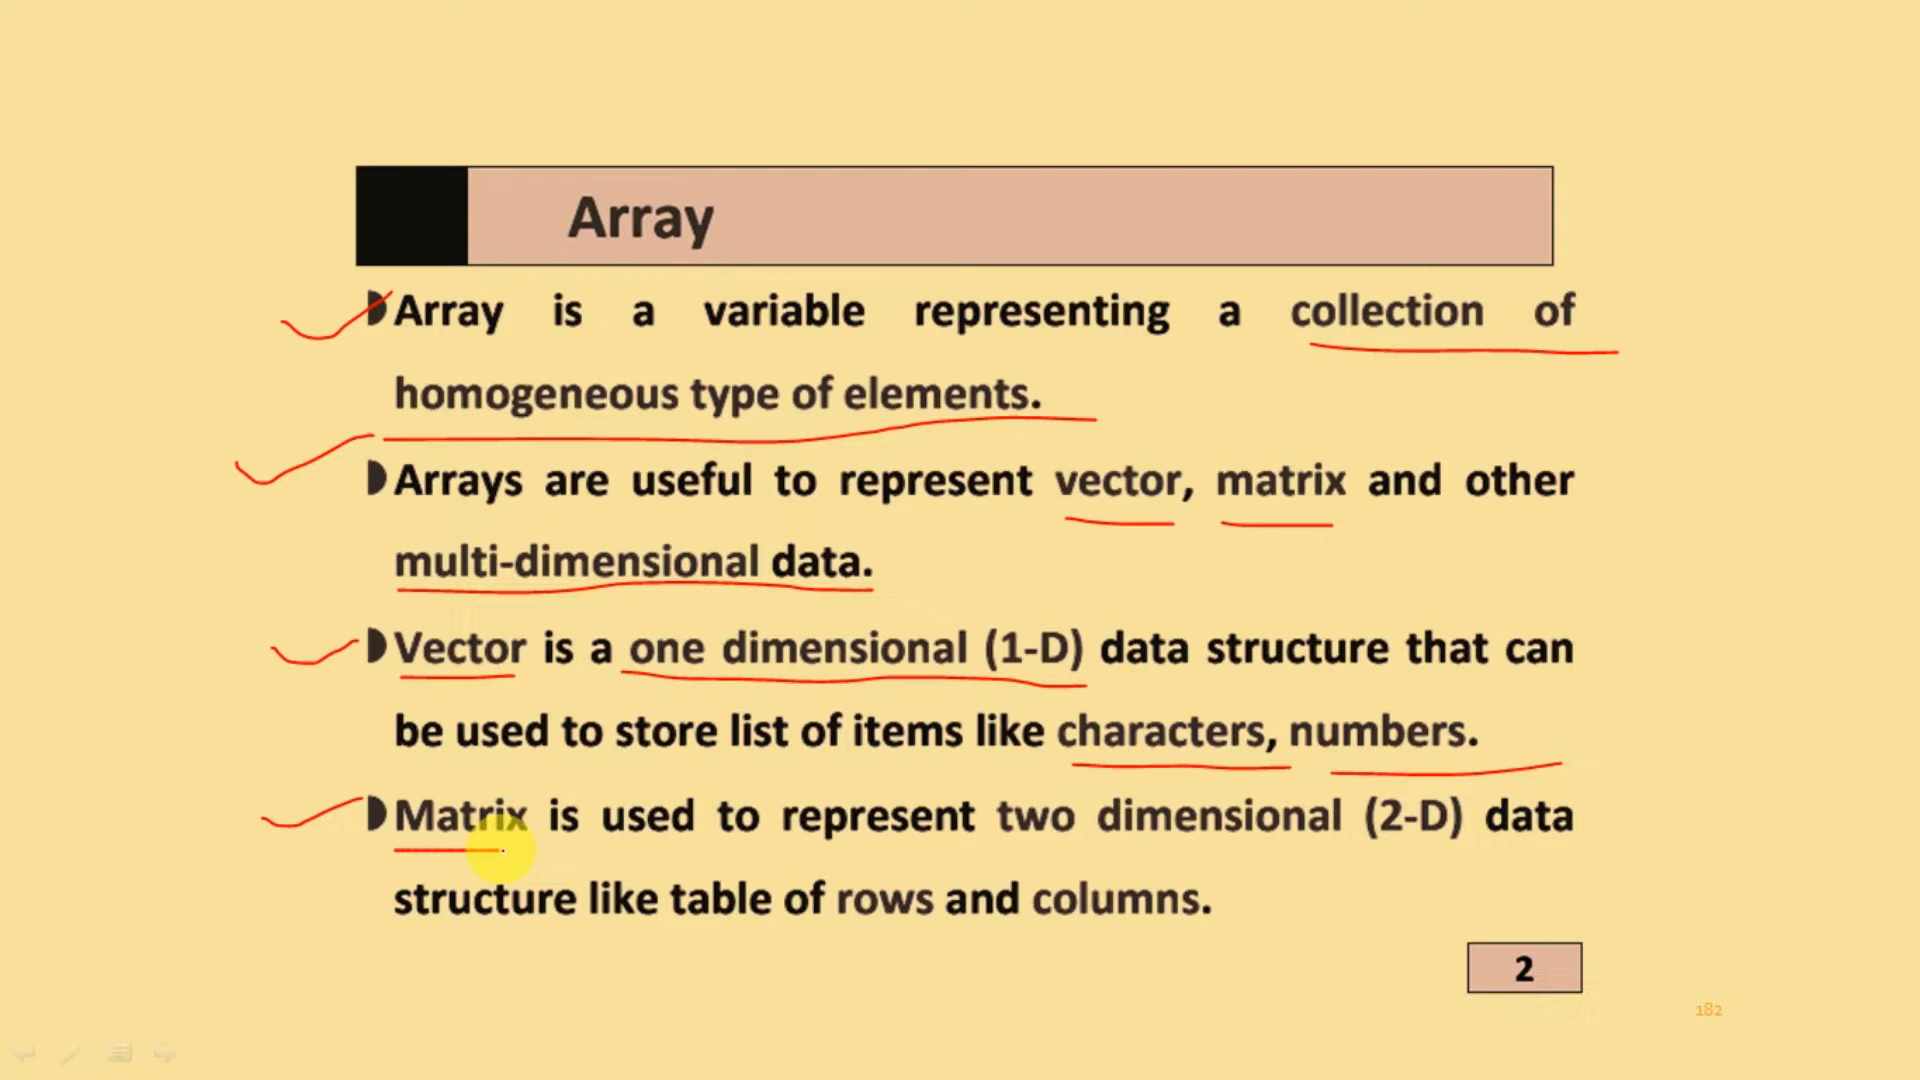 Array
Array is a variable representing a collection of
homogeneous type of elements.
Arrays are useful to represent vector, matrix and other
multi-dimensional data.
Vector is a one dimensional (1-D) data structure that can
be used to store list of items like characters, numbers.
Matrix is used to represent two dimensional (2-D) data
structure like table of rows and columns.
2
182